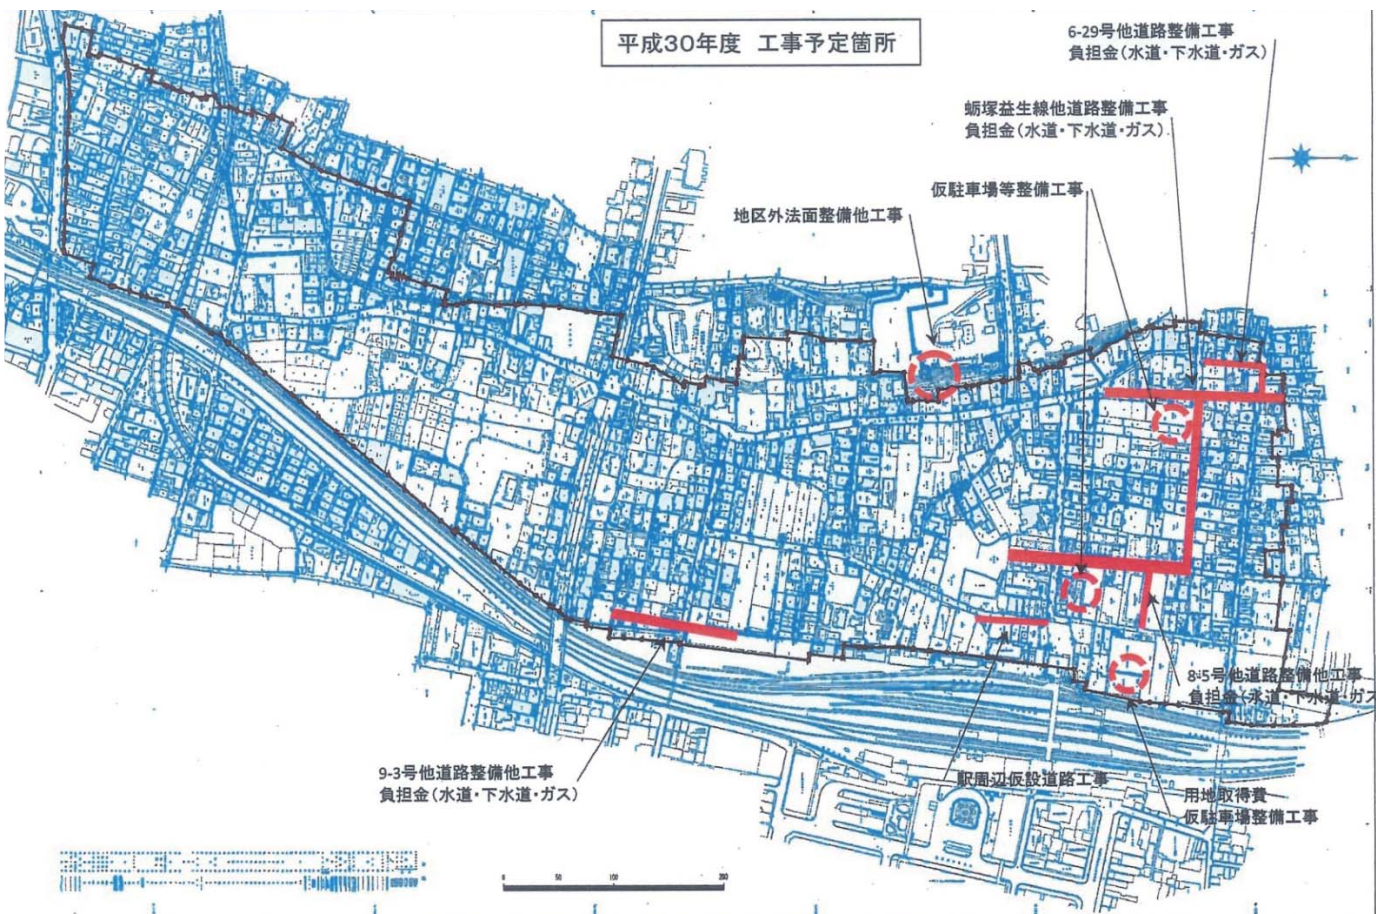 平成30年度 工事予定箇所
6-29号他道路整備工事
負担金(水道・下水道・ガス)
蛎塚益生線他道路整備工事
負担金(水道・下水道・ガス)
仮駐車場等整備工事
地区外法面整備他工事
8-5号他道路整備他工事
負担金(水道・下水道・ガス
9-3号他道路整備他工事
負担金(水道・下水道・ガス)
駅周辺仮設道路工事
用地取得費
仮駐車場整備工事
0 100 200